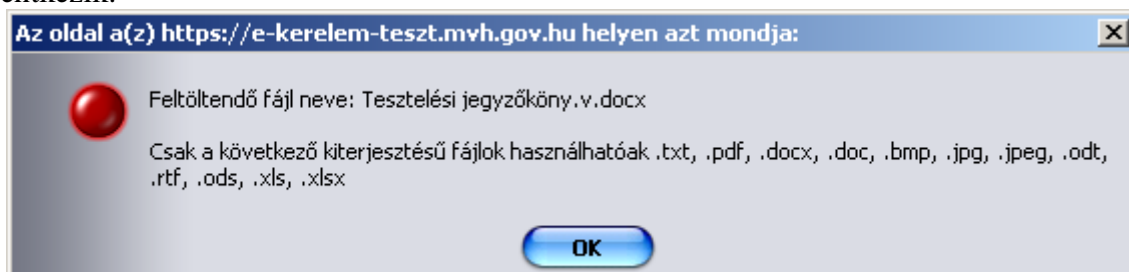 Az oldal a(z) https://e-kerelem-teszt.mvh.gov.hu helyen azt mondja:
Feltöltendő fájl neve: Tesztelési jegyzőköny.v.docx
Csak a következő kiterjesztésű fájlok használhatóak .txt, .pdf, .docx, .doc, .bmp, .jpg, .jpeg, .odt,
.rtf, .ods, .xls, .xlsx
OK